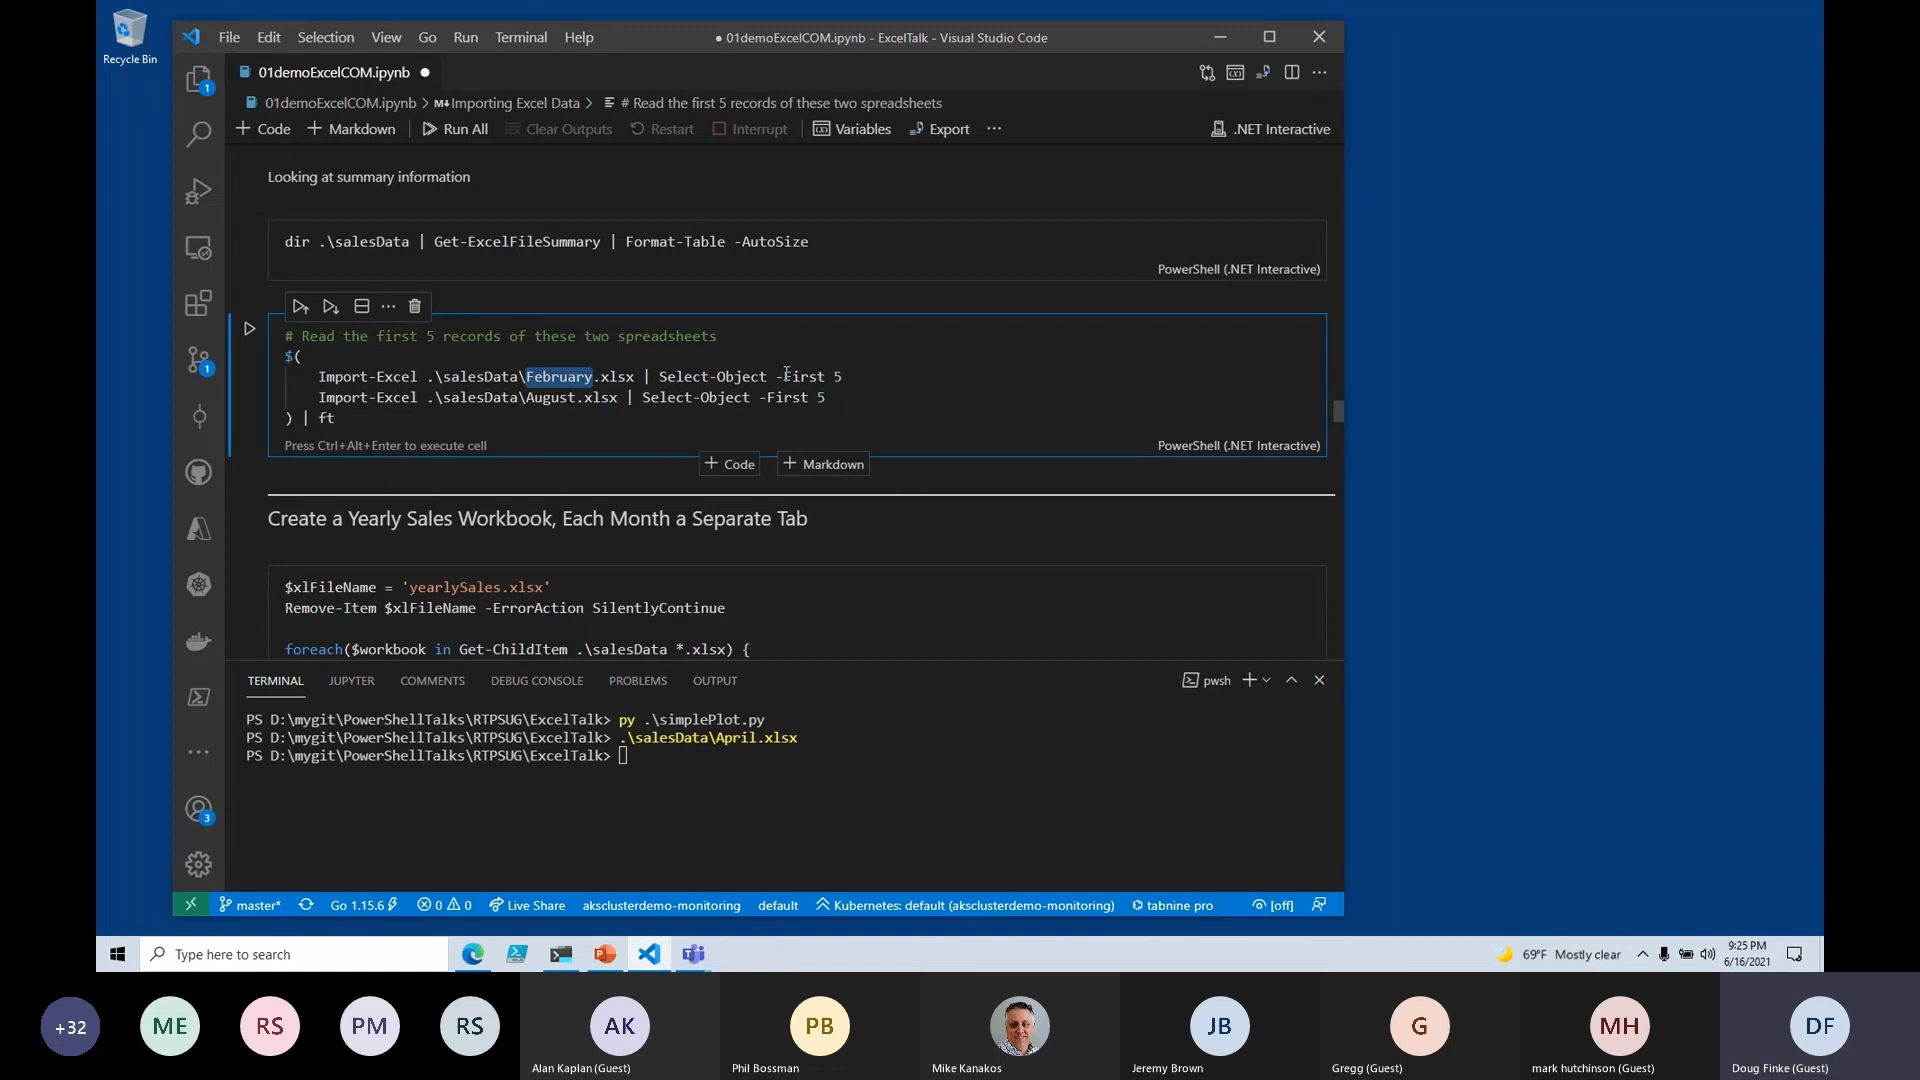 Recycle Bin
File Edit Selection View Go Run Terminal Help
● 01demoExcelCOM.ipynb - ExcelTalk - Visual Studio Code
01demoExcelCOM.ipynb ●
01demoExcelCOM.ipynb > M↓Importing Excel Data > # Read the first 5 records of these two spreadsheets
+ Code + Markdown Run All Clear Outputs Restart Interrupt Variables Export ··· .NET Interactive
Looking at summary information
dir .\salesData | Get-ExcelFileSummary | Format-Table -AutoSize
PowerShell (.NET Interactive)
# Read the first 5 records of these two spreadsheets
$(
Import-Excel .\salesData\February.xlsx | Select-Object -First 5
Import-Excel .\salesData\August.xlsx | Select-Object -First 5
) | ft
Press Ctrl+Alt+Enter to execute cell
PowerShell (.NET Interactive)
+ Code + Markdown
Create a Yearly Sales Workbook, Each Month a Separate Tab
$xlFileName = 'yearlySales.xlsx'
Remove-Item $xlFileName -ErrorAction SilentlyContinue
foreach($workbook in Get-ChildItem .\salesData *.xlsx) {
TERMINAL JUPYTER COMMENTS DEBUG CONSOLE PROBLEMS OUTPUT
pwsh
PS D:\mygit\PowerShellTalks\RTPSUG\ExcelTalk> py .\simplePlot.py
PS D:\mygit\PowerShellTalks\RTPSUG\ExcelTalk> .\salesData\April.xlsx
PS D:\mygit\PowerShellTalks\RTPSUG\ExcelTalk>
1
1
3
master* Go 1.15.6 0 0 Live Share aksclusterdemo-monitoring default Kubernetes: default (aksclusterdemo-monitoring) tabnine pro [off]
Type here to search
69°F Mostly clear
9:25 PM
6/16/2021
+32 ME RS PM RS AK PB JB G MH DF
Alan Kaplan (Guest) Phil Bossman Mike Kanakos Jeremy Brown Gregg (Guest) mark hutchinson (Guest) Doug Finke (Guest)